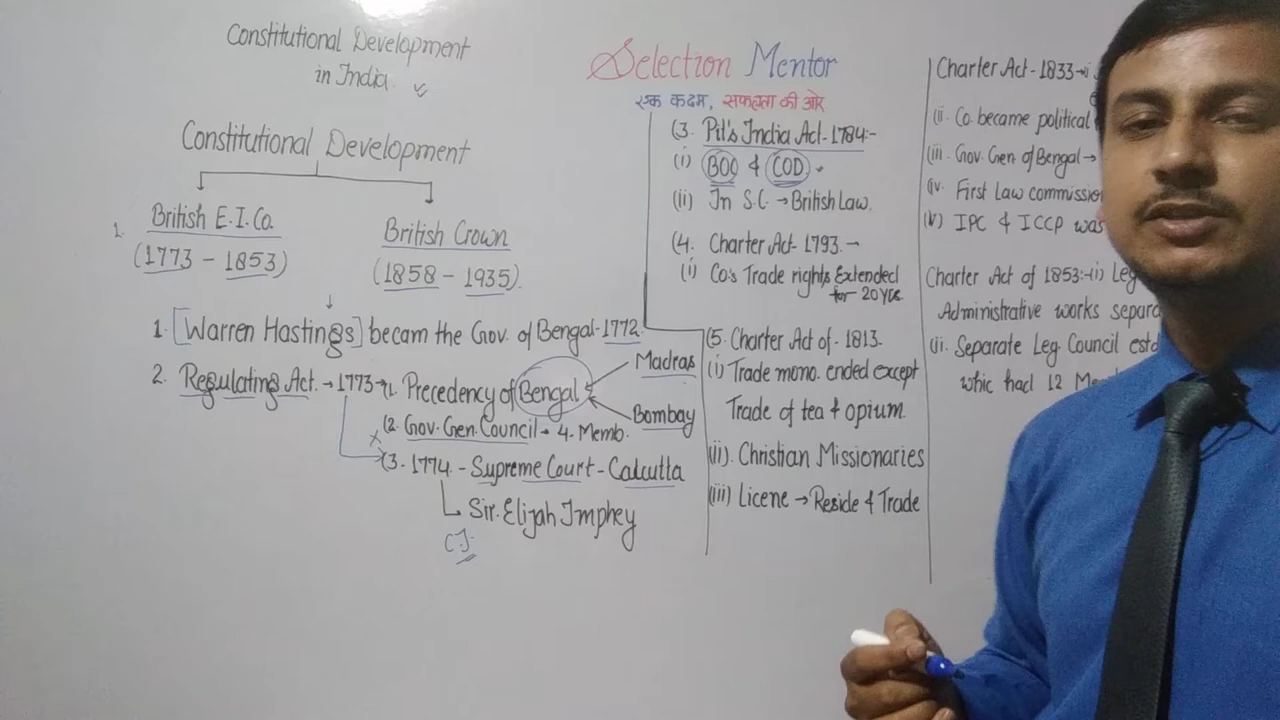 Constitutional Development
in India
Constitutional Development
1. British E.I.Co.
(1773 - 1853)
British Crown
(1858 - 1935)
1. [Warren Hastings] becam the Gov. of Bengal-1772
2. Regulating Act. → 1773 → 1. Precedency of Bengal
Madras
Bombay
(2. Gov. Gen. Council - 4. Memb.
(3. 1774 - Supreme Court - Calcutta
Sir. Elijah Imphey
C.J.
Selection Mentor
एक कदम, सफलता की ओर
(3. Pit's India Act-1784:-
(i) BOC & COD
(ii) In S.C. → British Law.
(4. Charter Act- 1793. →
(i) Co's Trade rights Extended
for 20 Yrs.
(5. Charter Act of - 1813.
(i) Trade mono. ended except
Trade of tea & opium
(ii). Christian Missionaries
(iii) Licene → Reside & Trade
Charter Act - 1833 → i
(ii. Co. became political
(iii. Gov. Gen. of Bengal →
(iv. First Law commission
(v) IPC & ICCP was
Charter Act of 1853:- (i) Leg
Administrative works separa
(ii. Separate Leg. Council estd
whic had 12 Me